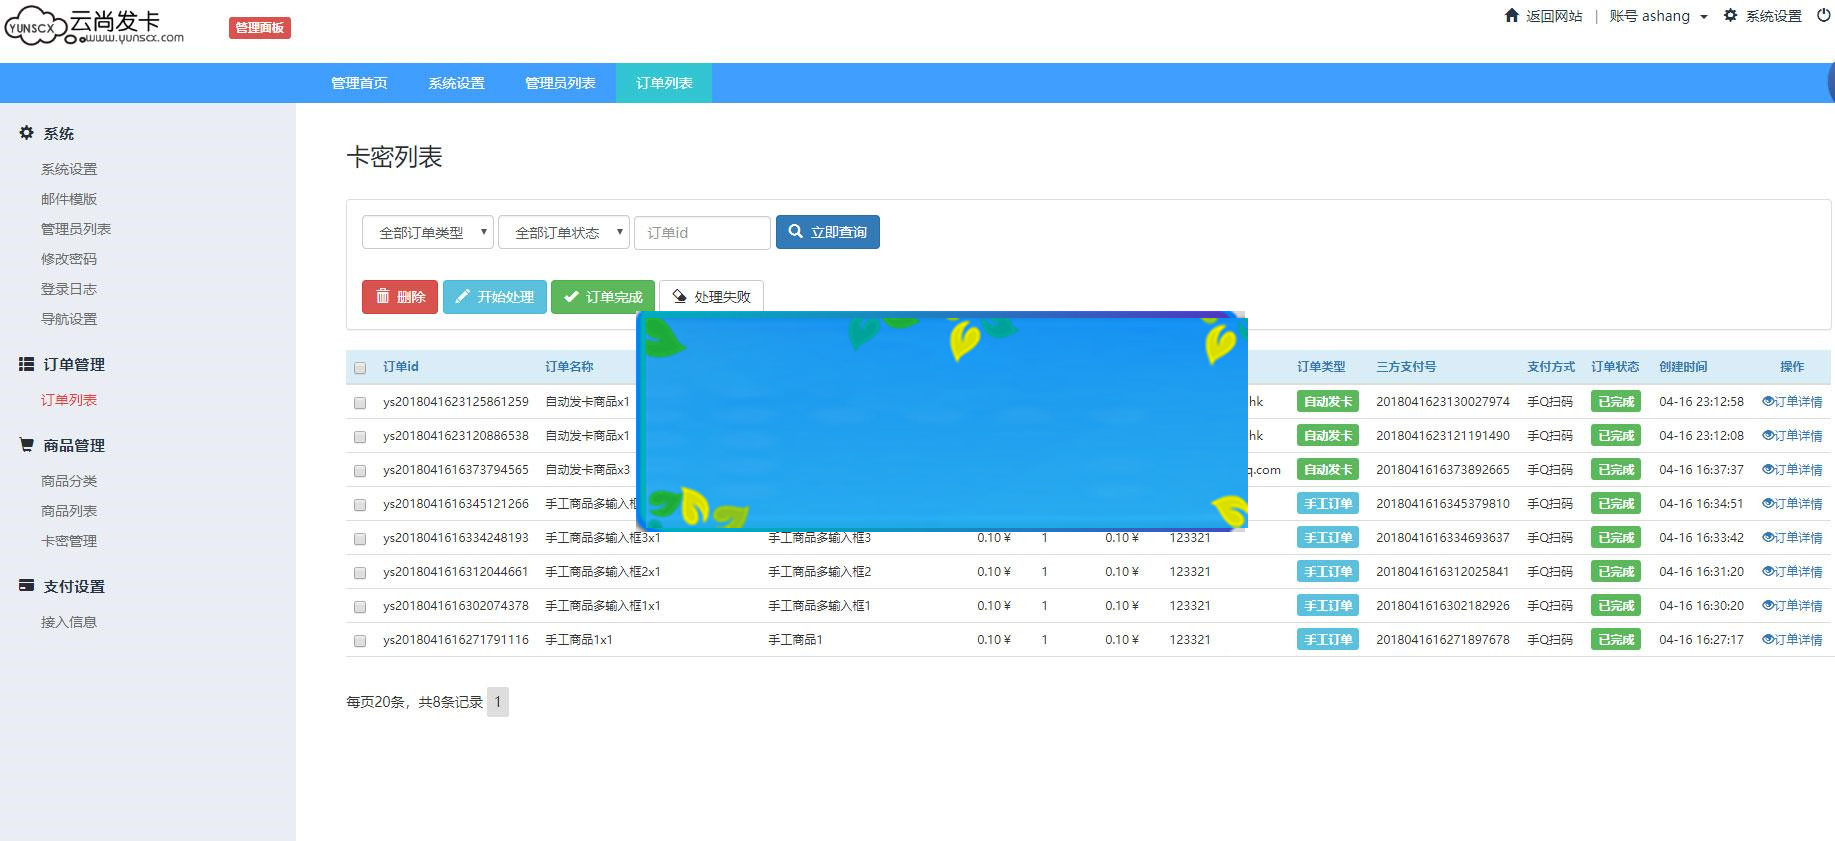 YUNSCX 云尚发卡
www.yunscx.com
管理面板
返回网站 | 账号 ashang 系统设置
管理首页 系统设置 管理员列表 订单列表
系统
系统设置
邮件模版
管理员列表
修改密码
登录日志
导航设置
订单管理
订单列表
商品管理
商品分类
商品列表
卡密管理
支付设置
接入信息
卡密列表
全部订单类型 全部订单状态 订单id 立即查询
删除 开始处理 订单完成 处理失败
订单id 订单名称 订单类型 三方支付号 支付方式 订单状态 创建时间 操作
ys2018041623125861259 自动发卡商品x1 hk 自动发卡 2018041623130027974 手Q扫码 已完成 04-16 23:12:58 订单详情
ys2018041623120886538 自动发卡商品x1 hk 自动发卡 2018041623121191490 手Q扫码 已完成 04-16 23:12:08 订单详情
ys2018041616373794565 自动发卡商品x3 q.com 自动发卡 2018041616373892665 手Q扫码 已完成 04-16 16:37:37 订单详情
ys2018041616345121266 手工商品多输入框 手工订单 2018041616345379810 手Q扫码 已完成 04-16 16:34:51 订单详情
ys2018041616334248193 手工商品多输入框3x1 手工商品多输入框3 0.10 ¥ 1 0.10 ¥ 123321 手工订单 2018041616334693637 手Q扫码 已完成 04-16 16:33:42 订单详情
ys2018041616312044661 手工商品多输入框2x1 手工商品多输入框2 0.10 ¥ 1 0.10 ¥ 123321 手工订单 2018041616312025841 手Q扫码 已完成 04-16 16:31:20 订单详情
ys2018041616302074378 手工商品多输入框1x1 手工商品多输入框1 0.10 ¥ 1 0.10 ¥ 123321 手工订单 2018041616302182926 手Q扫码 已完成 04-16 16:30:20 订单详情
ys2018041616271791116 手工商品1x1 手工商品1 0.10 ¥ 1 0.10 ¥ 123321 手工订单 2018041616271897678 手Q扫码 已完成 04-16 16:27:17 订单详情
每页20条，共8条记录 1